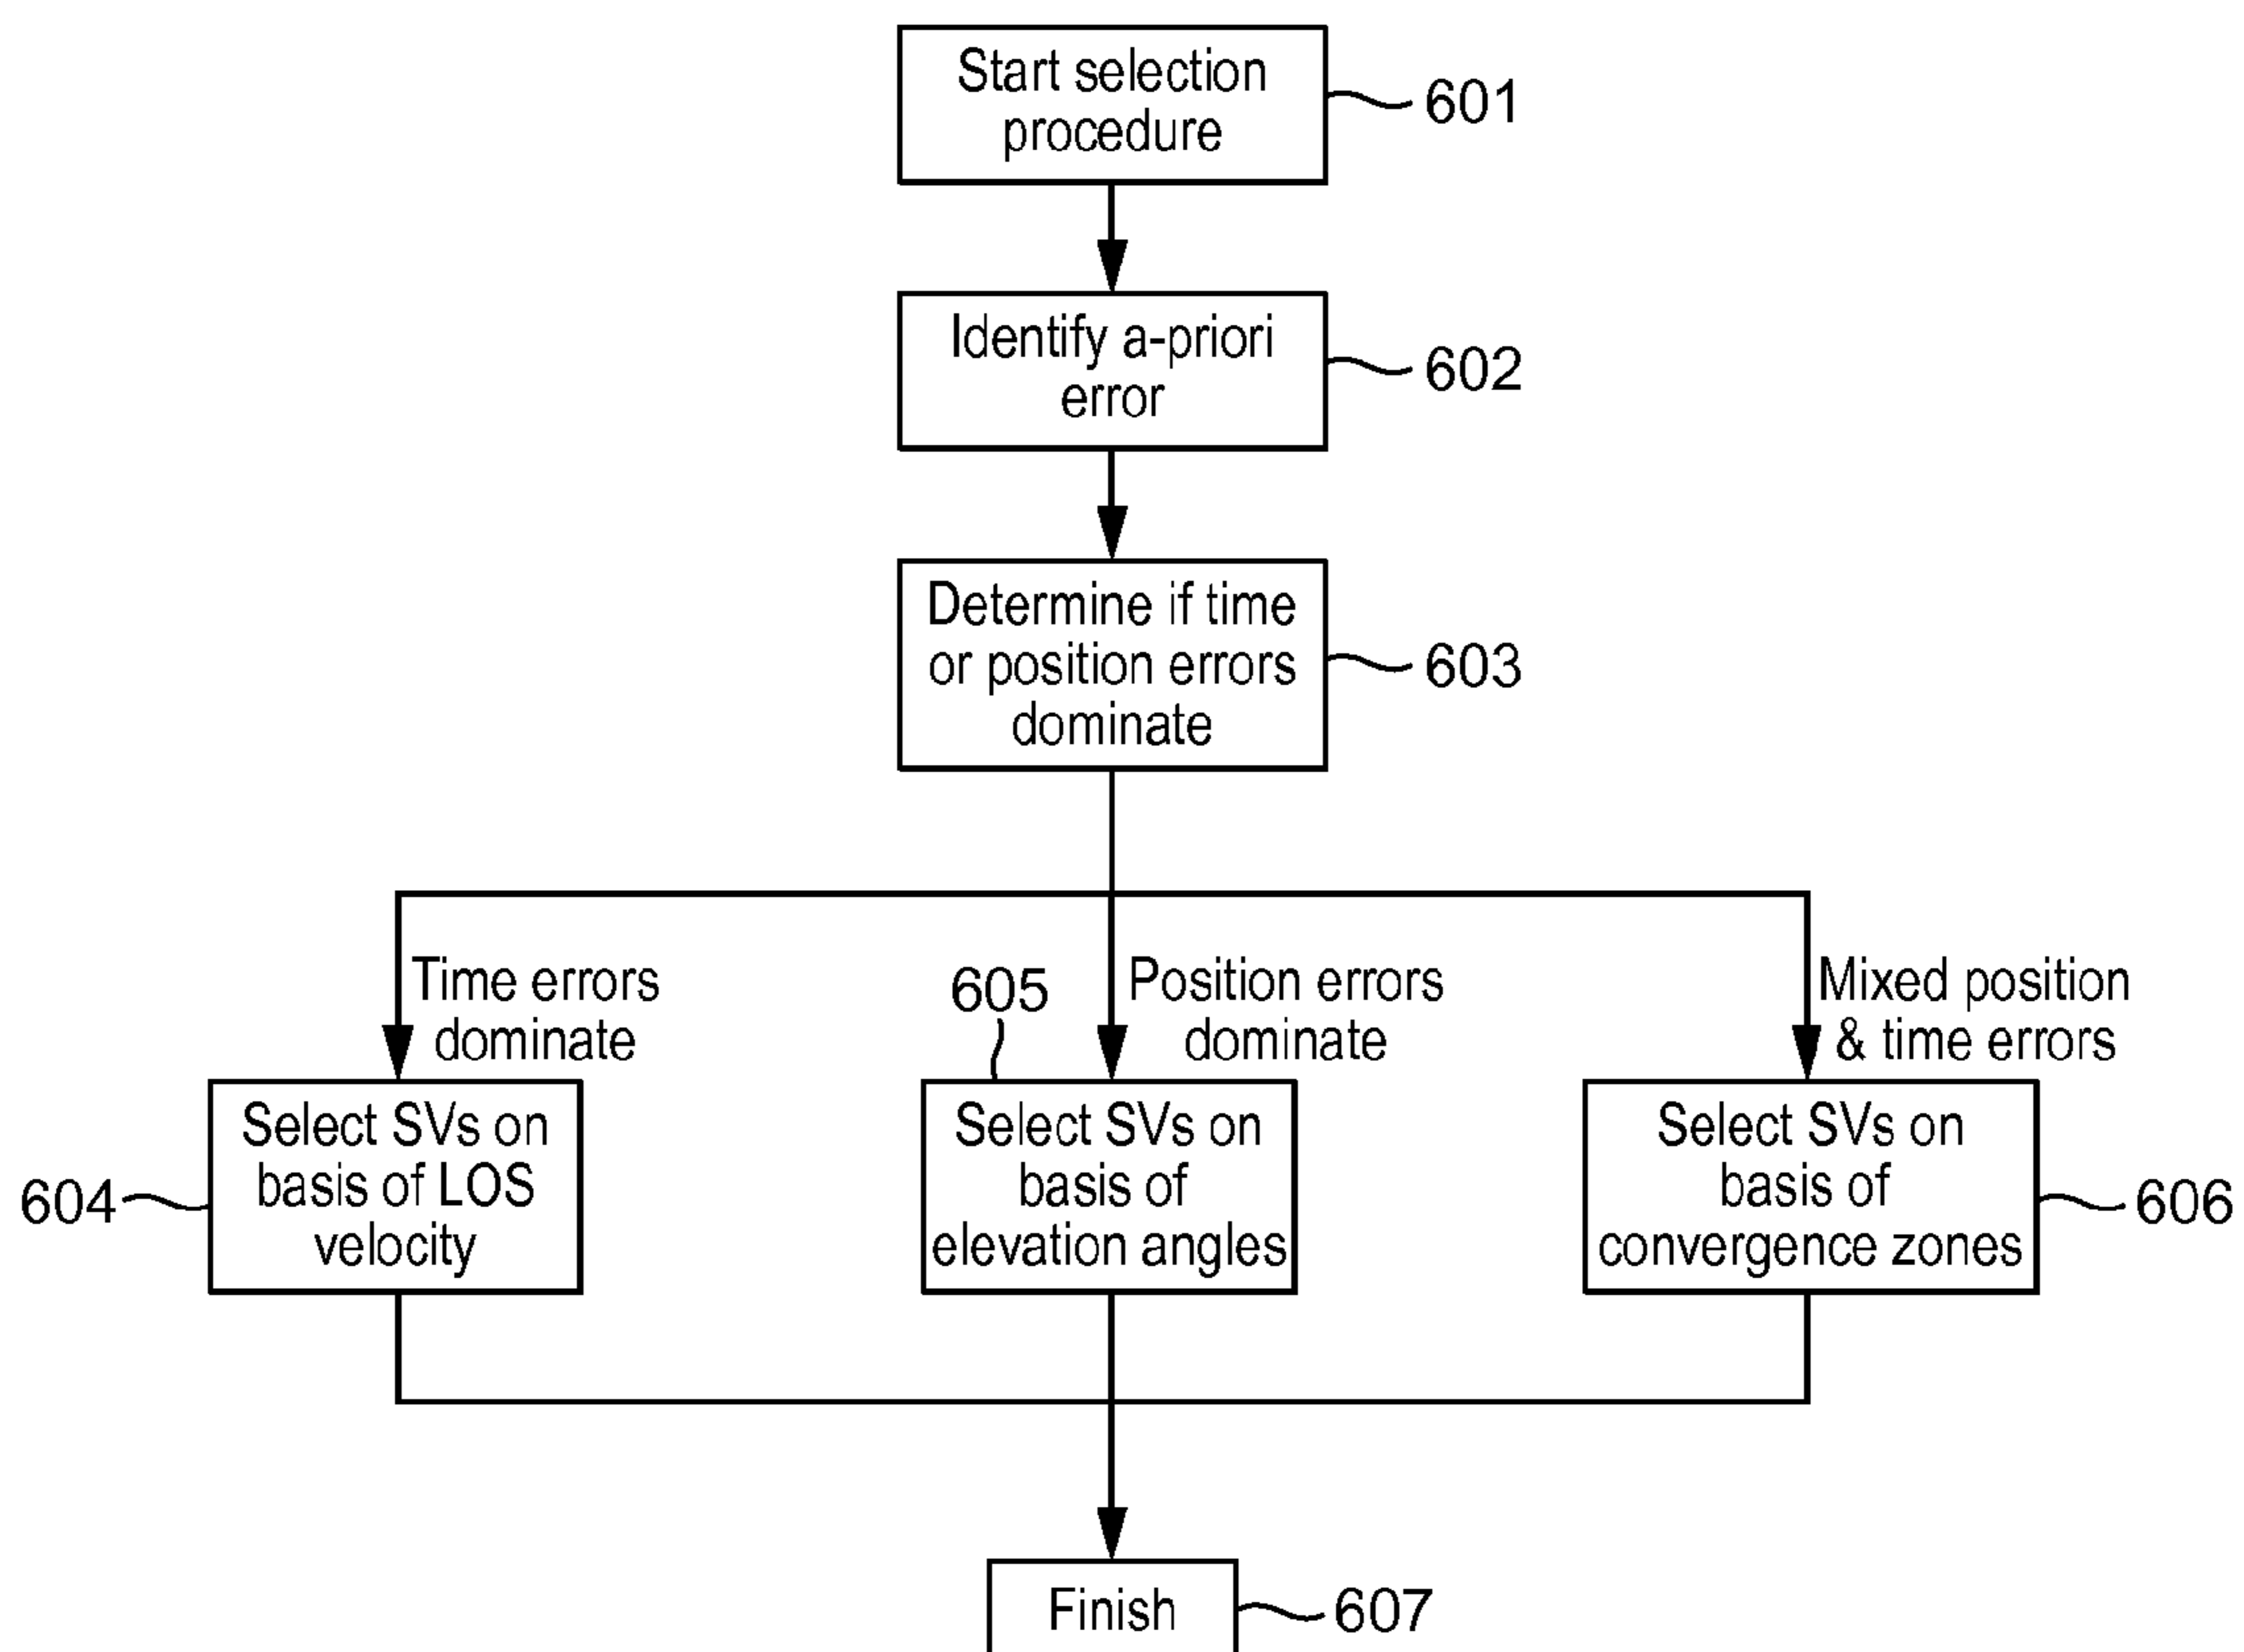 Start selection
procedure
601
Identify a-priori
error
602
Determine if time
or position errors
dominate
603
Time errors
dominate
605
Position errors
dominate
Mixed position
& time errors
604
Select SVs on
basis of LOS
velocity
Select SVs on
basis of
elevation angles
Select SVs on
basis of
convergence zones
606
Finish
607